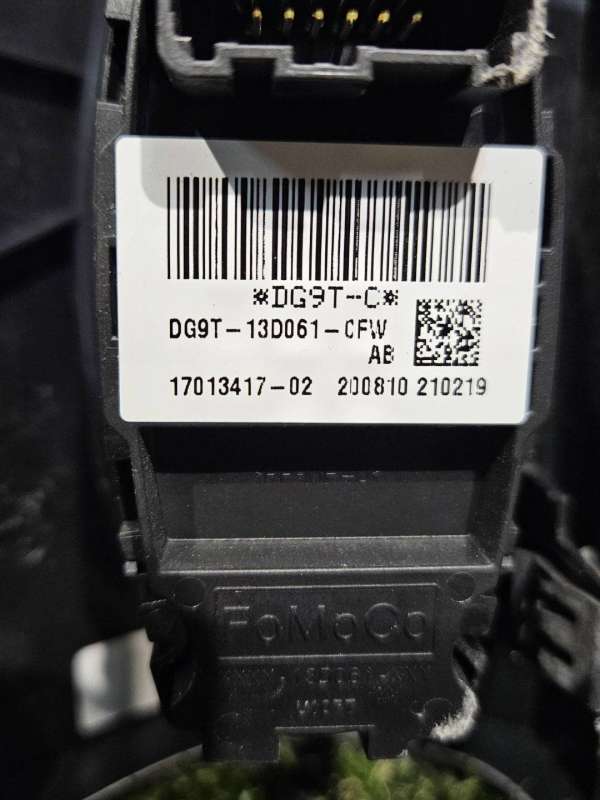 *DG9T-C*
DG9T-13D061-CFW
AB
17013417-02 200810 210219
FoMoCo